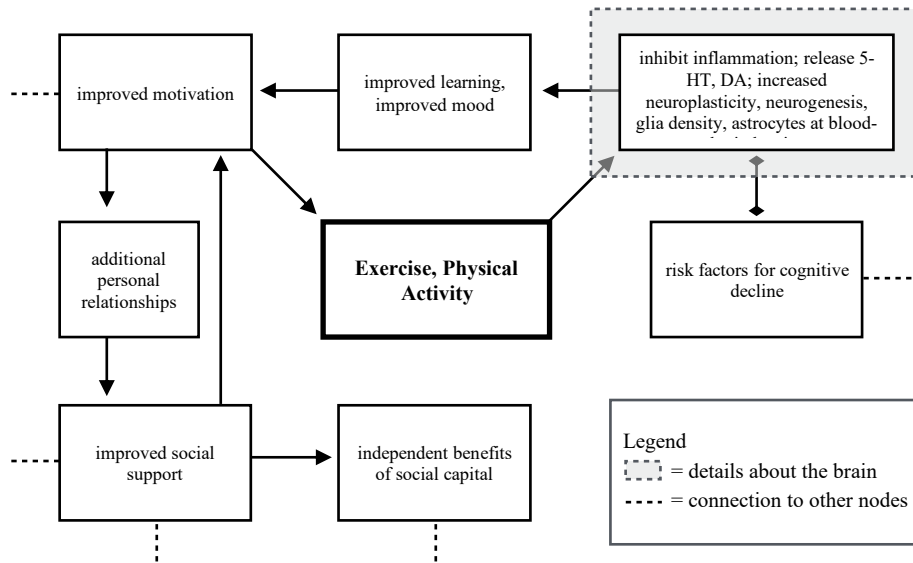 improved motivation
improved learning,
improved mood
inhibit inflammation; release 5-
HT, DA; increased
neuroplasticity, neurogenesis,
glia density, astrocytes at blood-
additional
personal
relationships
Exercise, Physical
Activity
risk factors for cognitive
decline
improved social
support
independent benefits
of social capital
Legend
= details about the brain
= connection to other nodes